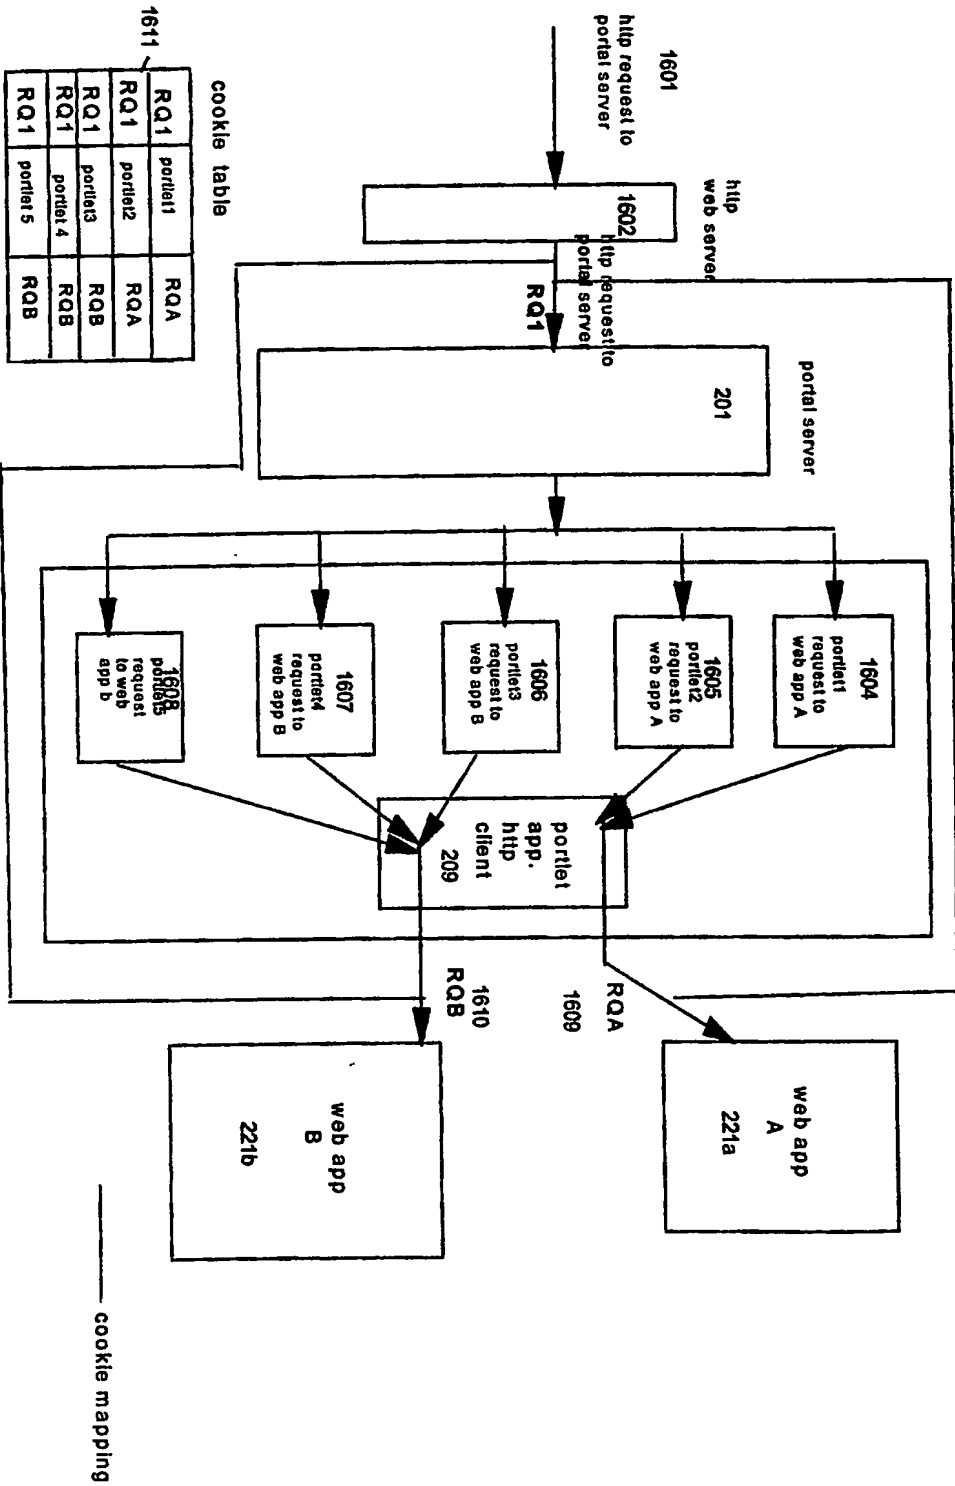 1601
http request to
portal server
http
web server
1602
http request to
portal server
RQ1
portal server
201
1604
portlet1
request to
web app A
1605
portlet2
request to
web app A
1606
portlet3
request to
web app B
1607
portlet4
request to
web app B
1608
portlet5
request
to web
app b
portlet
app.
http
client
209
RQA
1609
1610
RQB
web app
A
221a
web app
B
221b
cookie table
1611
RQ1 portlet1 RQA
RQ1 portlet2 RQA
RQ1 portlet3 RQB
RQ1 portlet 4 RQB
RQ1 portlet 5 RQB
cookie mapping